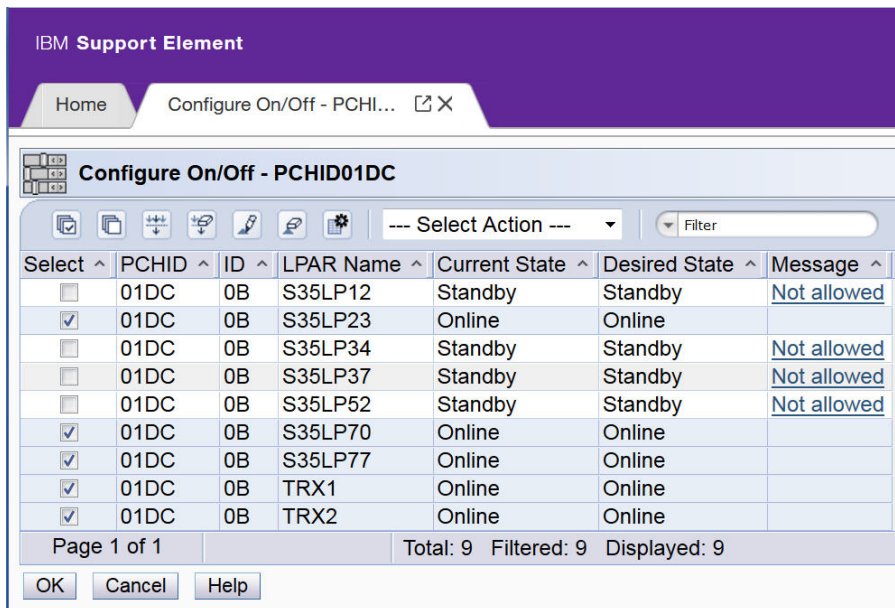 IBM Support Element
Home Configure On/Off - PCHI...
Configure On/Off - PCHID01DC
--- Select Action --- Filter
Select PCHID ID LPAR Name Current State Desired State Message
01DC 0B S35LP12 Standby Standby Not allowed
01DC 0B S35LP23 Online Online
01DC 0B S35LP34 Standby Standby Not allowed
01DC 0B S35LP37 Standby Standby Not allowed
01DC 0B S35LP52 Standby Standby Not allowed
01DC 0B S35LP70 Online Online
01DC 0B S35LP77 Online Online
01DC 0B TRX1 Online Online
01DC 0B TRX2 Online Online
Page 1 of 1 Total: 9 Filtered: 9 Displayed: 9
OK Cancel Help